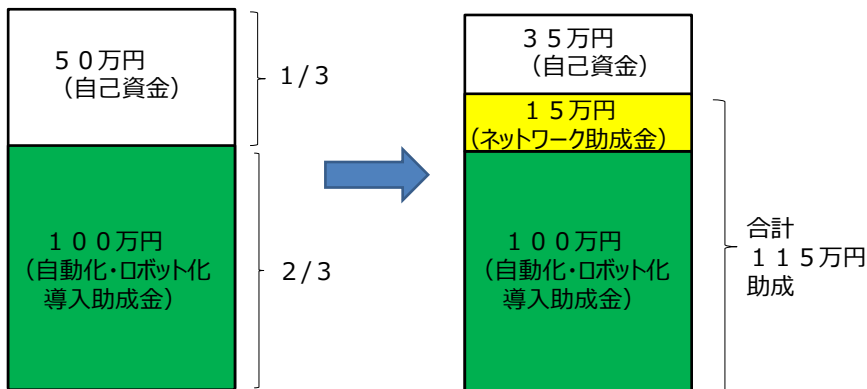 ５０万円
（自己資金）
1/3
１００万円
（自動化・ロボット化
導入助成金）
2/3
３５万円
（自己資金）
１５万円
（ネットワーク助成金）
１００万円
（自動化・ロボット化
導入助成金）
合計
１１５万円
助成